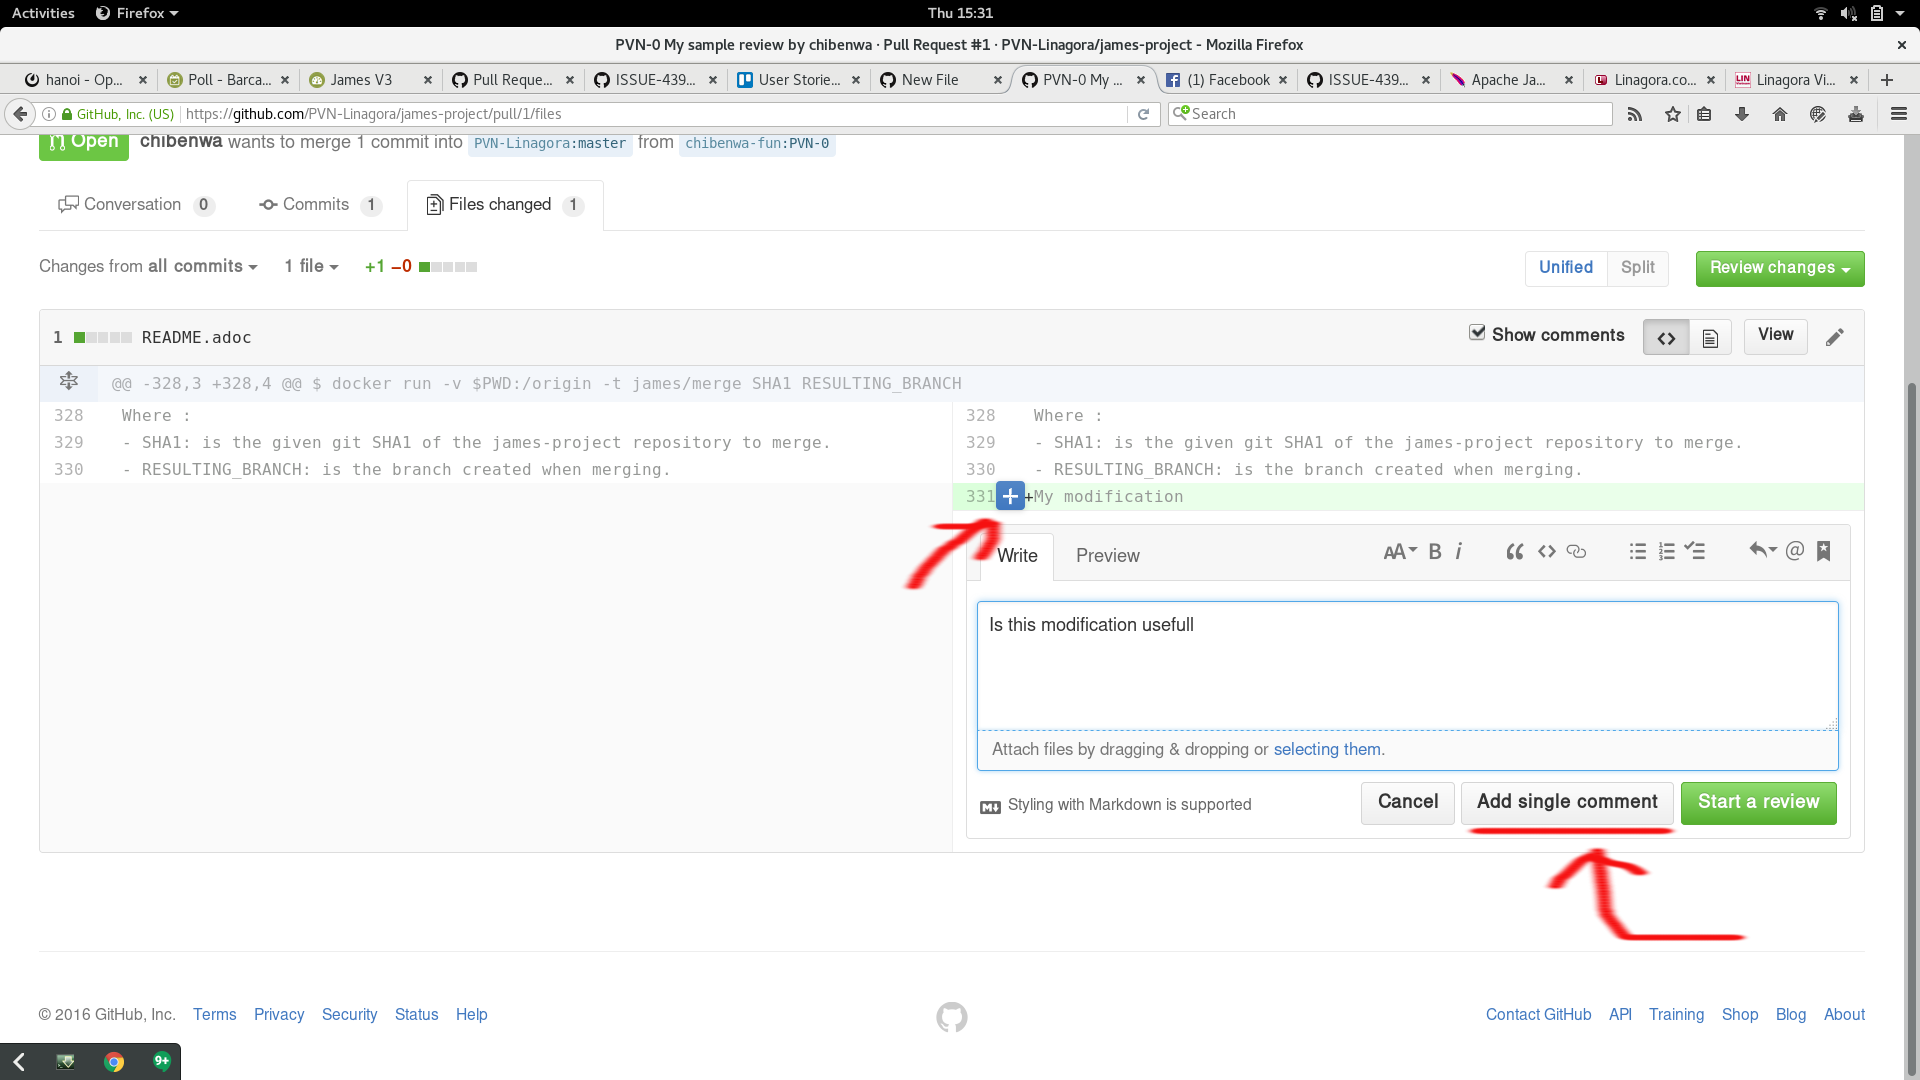 Activities Firefox Thu 15:31
PVN-0 My sample review by chibenwa · Pull Request #1 · PVN-Linagora/james-project - Mozilla Firefox
hanoi - Op... Poll - Barca... James V3 Pull Reque... ISSUE-439... User Storie... New File PVN-0 My ... (1) Facebook ISSUE-439... Apache Ja... Linagora.co... LIN Linagora Vi...
GitHub, Inc. (US) https://github.com/PVN-Linagora/james-project/pull/1/files Search
Open chibenwa wants to merge 1 commit into PVN-Linagora:master from chibenwa-fun:PVN-0
Conversation 0 Commits 1 Files changed 1
Changes from all commits 1 file +1 −0 Unified Split Review changes
1 README.adoc Show comments <> View
@@ -328,3 +328,4 @@ $ docker run -v $PWD:/origin -t james/merge SHA1 RESULTING_BRANCH
328 Where : 328 Where :
329 - SHA1: is the given git SHA1 of the james-project repository to merge. 329 - SHA1: is the given git SHA1 of the james-project repository to merge.
330 - RESULTING_BRANCH: is the branch created when merging. 330 - RESULTING_BRANCH: is the branch created when merging.
331 + +My modification
Write Preview AA B i “ <> @
Is this modification usefull
Attach files by dragging & dropping or selecting them.
Styling with Markdown is supported Cancel Add single comment Start a review
© 2016 GitHub, Inc. Terms Privacy Security Status Help Contact GitHub API Training Shop Blog About
9+